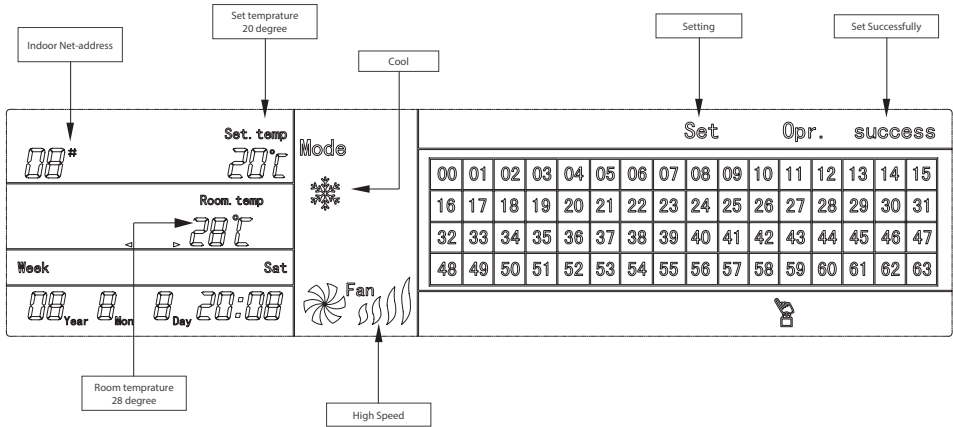 Set temprature
20 degree
Setting
Set Successfully
Indoor Net-address
Cool
Set. temp
08# 20°C
Mode
Set Opr. success
00 01 02 03 04 05 06 07 08 09 10 11 12 13 14 15
16 17 18 19 20 21 22 23 24 25 26 27 28 29 30 31
32 33 34 35 36 37 38 39 40 41 42 43 44 45 46 47
48 49 50 51 52 53 54 55 56 57 58 59 60 61 62 63
Room. temp
28°C
Week Sat
08 Year 8 Mon 8 Day 20:08
Fan
Room temprature
28 degree
High Speed